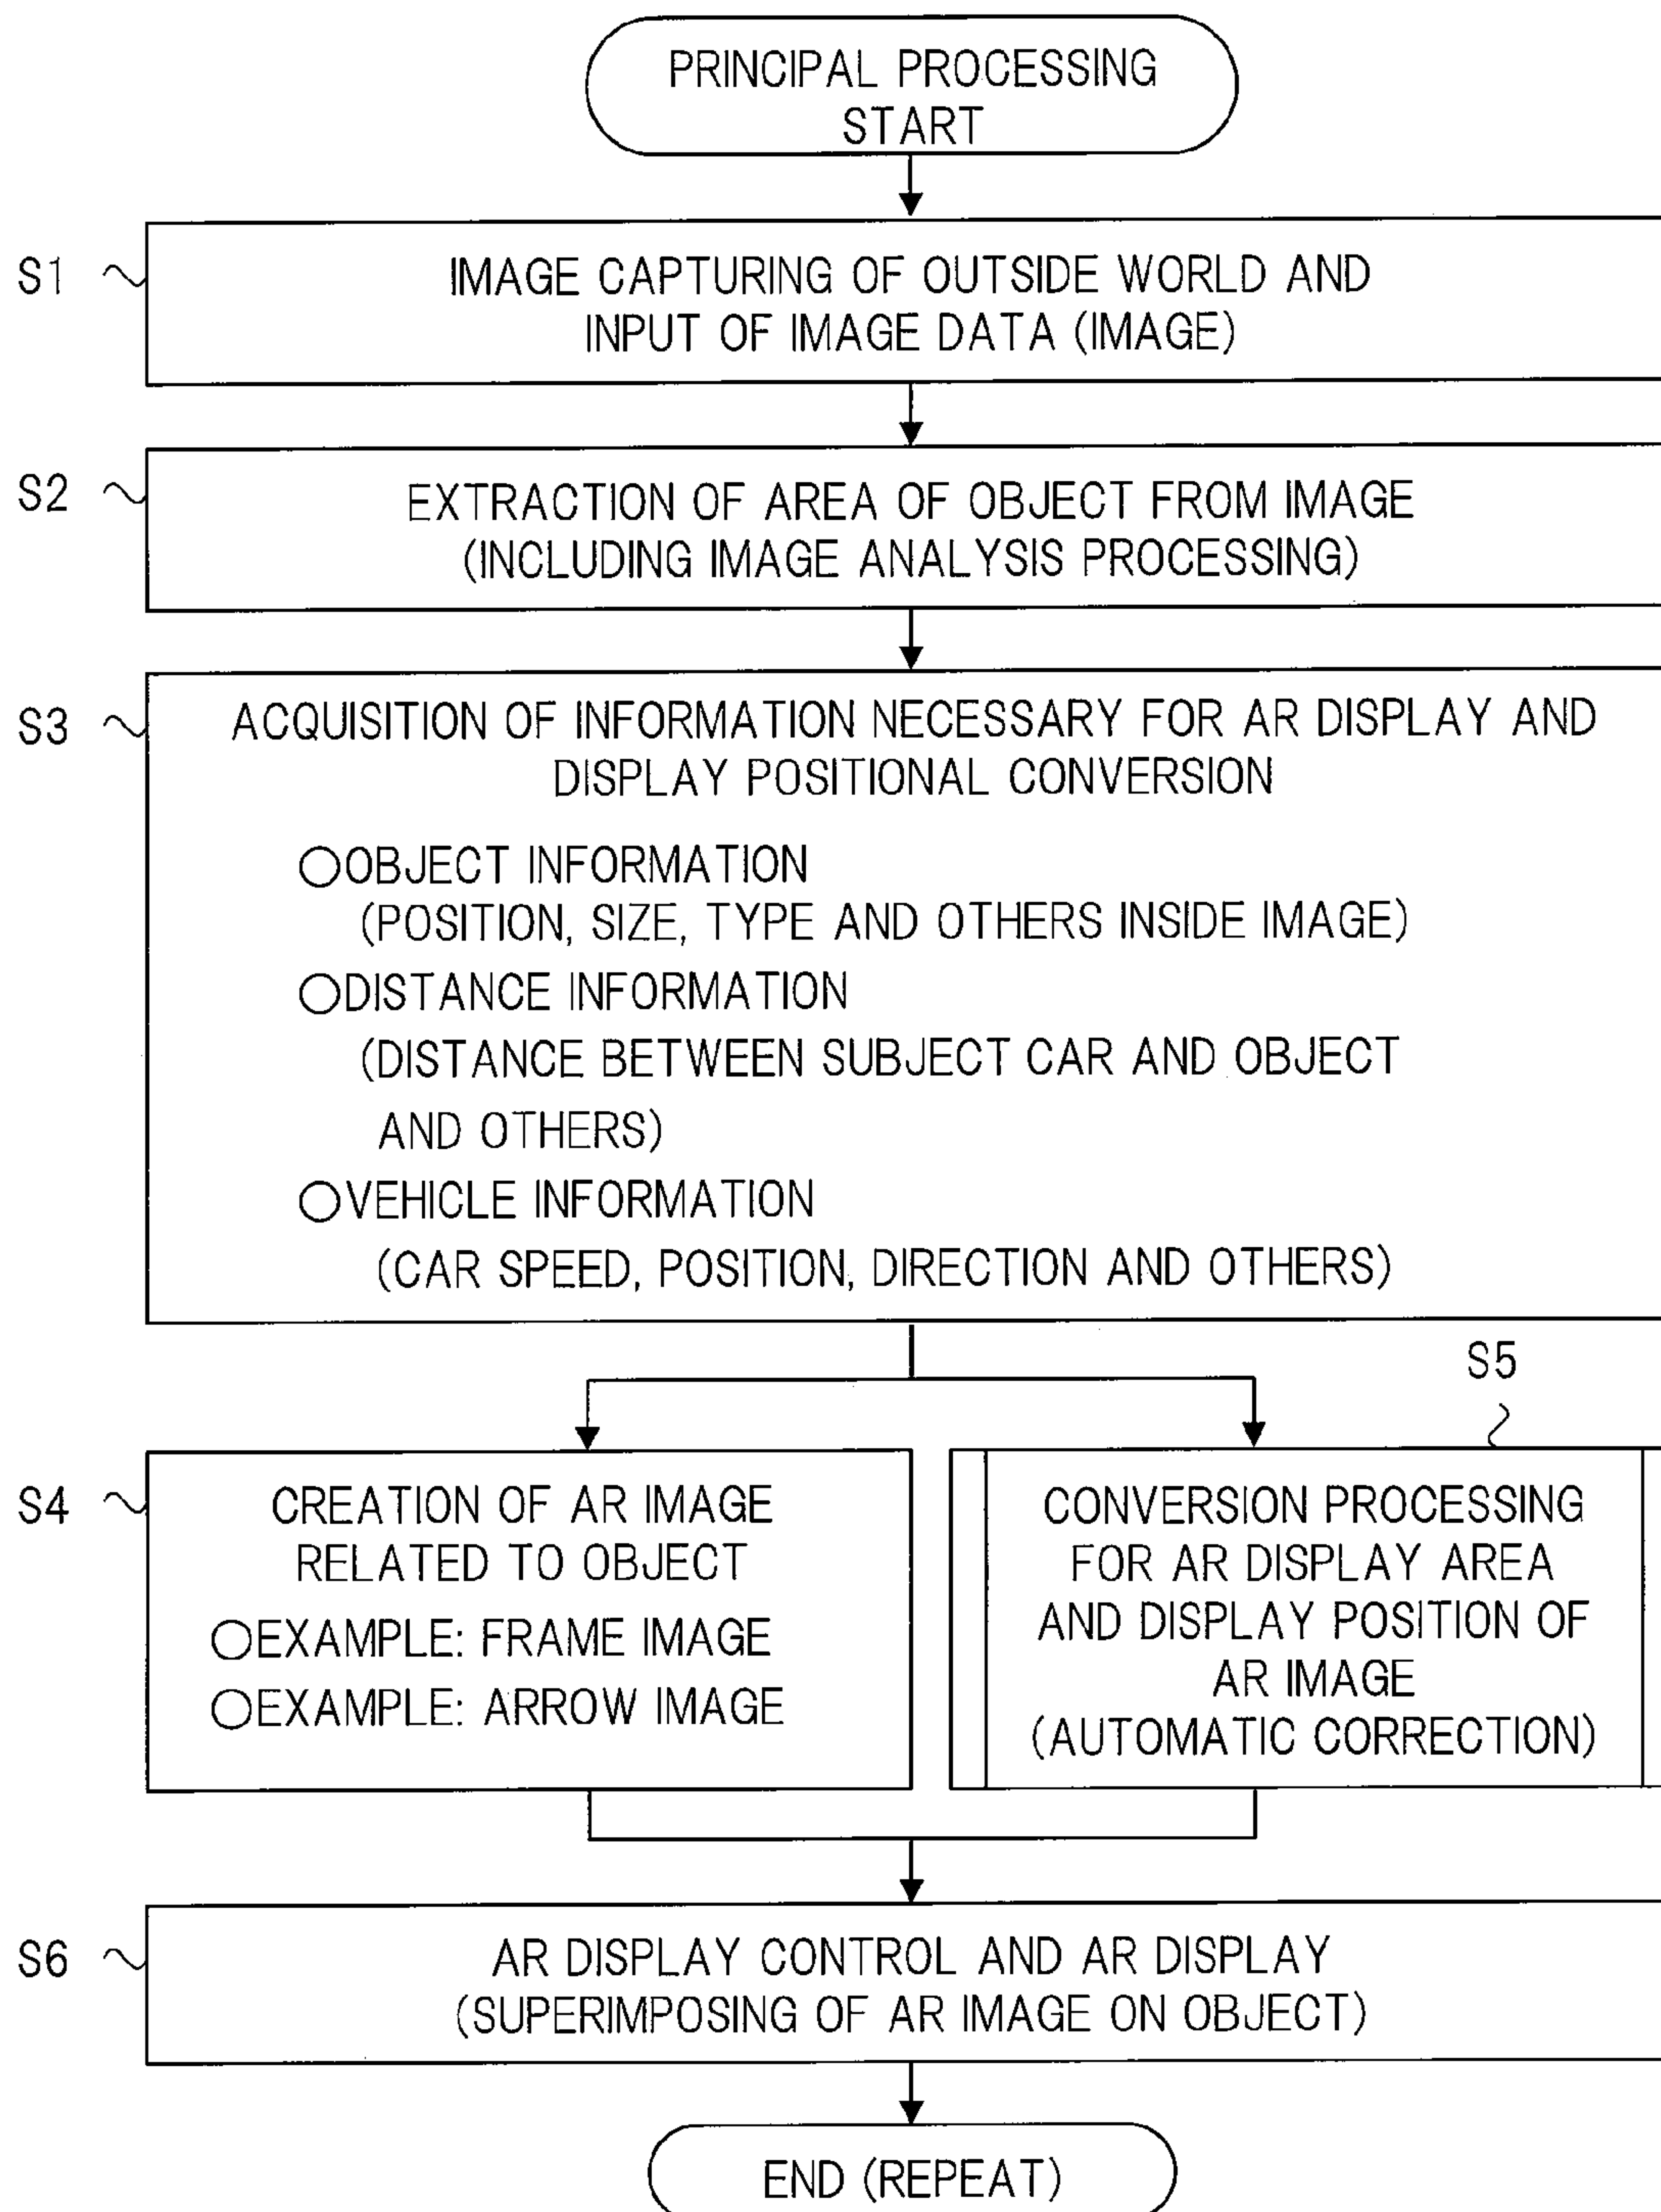 PRINCIPAL PROCESSING
START
S1
IMAGE CAPTURING OF OUTSIDE WORLD AND
INPUT OF IMAGE DATA (IMAGE)
S2
EXTRACTION OF AREA OF OBJECT FROM IMAGE
(INCLUDING IMAGE ANALYSIS PROCESSING)
S3
ACQUISITION OF INFORMATION NECESSARY FOR AR DISPLAY AND
DISPLAY POSITIONAL CONVERSION
○OBJECT INFORMATION
(POSITION, SIZE, TYPE AND OTHERS INSIDE IMAGE)
○DISTANCE INFORMATION
(DISTANCE BETWEEN SUBJECT CAR AND OBJECT
AND OTHERS)
○VEHICLE INFORMATION
(CAR SPEED, POSITION, DIRECTION AND OTHERS)
S4
CREATION OF AR IMAGE
RELATED TO OBJECT
○EXAMPLE: FRAME IMAGE
○EXAMPLE: ARROW IMAGE
S5
CONVERSION PROCESSING
FOR AR DISPLAY AREA
AND DISPLAY POSITION OF
AR IMAGE
(AUTOMATIC CORRECTION)
S6
AR DISPLAY CONTROL AND AR DISPLAY
(SUPERIMPOSING OF AR IMAGE ON OBJECT)
END (REPEAT)